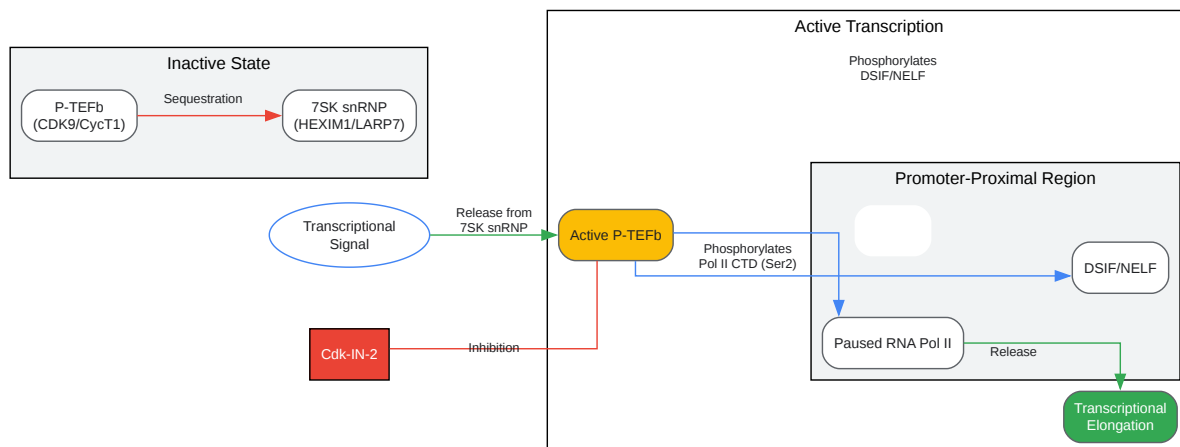 Active Transcription
Phosphorylates
DSIF/NELF
Inactive State
P-TEFb
(CDK9/CycT1)
Sequestration
7SK snRNP
(HEXIM1/LARP7)
Promoter-Proximal Region
Transcriptional
Signal
Release from
7SK snRNP
Active P-TEFb
Phosphorylates
Pol II CTD (Ser2)
DSIF/NELF
Cdk-IN-2
Inhibition
Paused RNA Pol II
Release
Transcriptional
Elongation